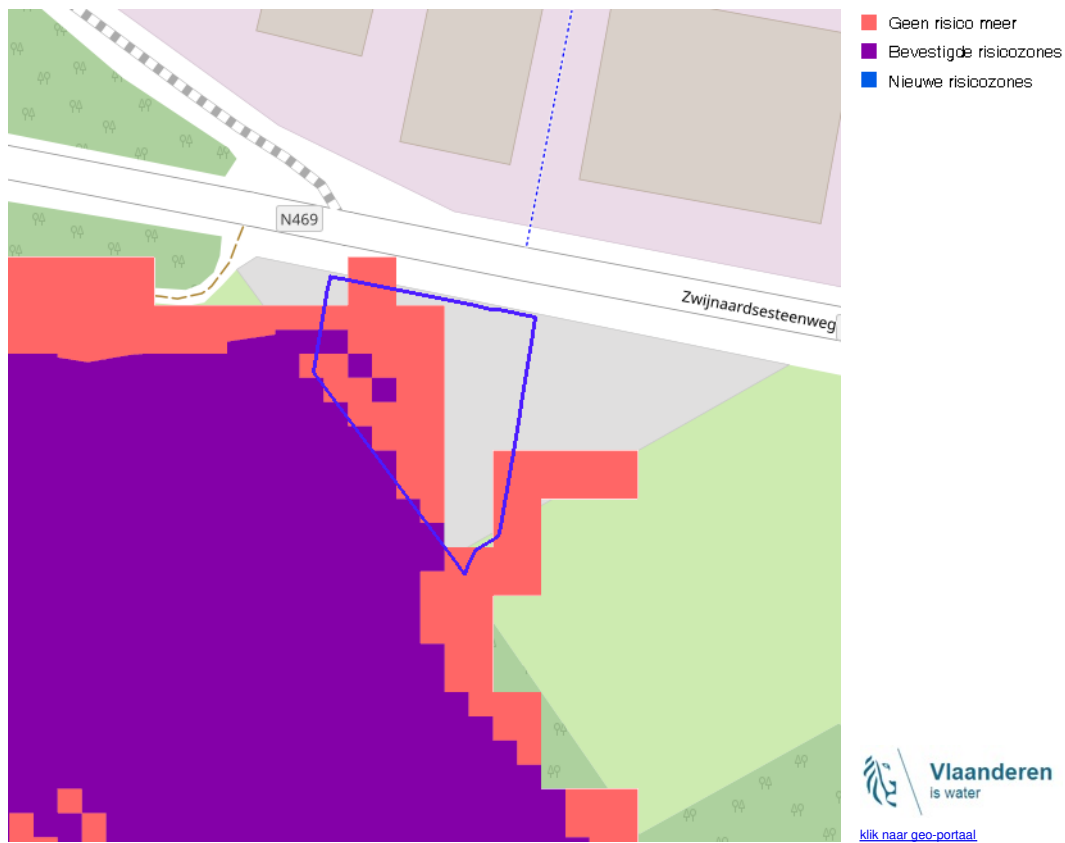 Geen risico meer
Bevestigde risicozones
Nieuwe risicozones
N469
Zwijnaardsesteenweg
Vlaanderen
is water
klik naar geo-portaal